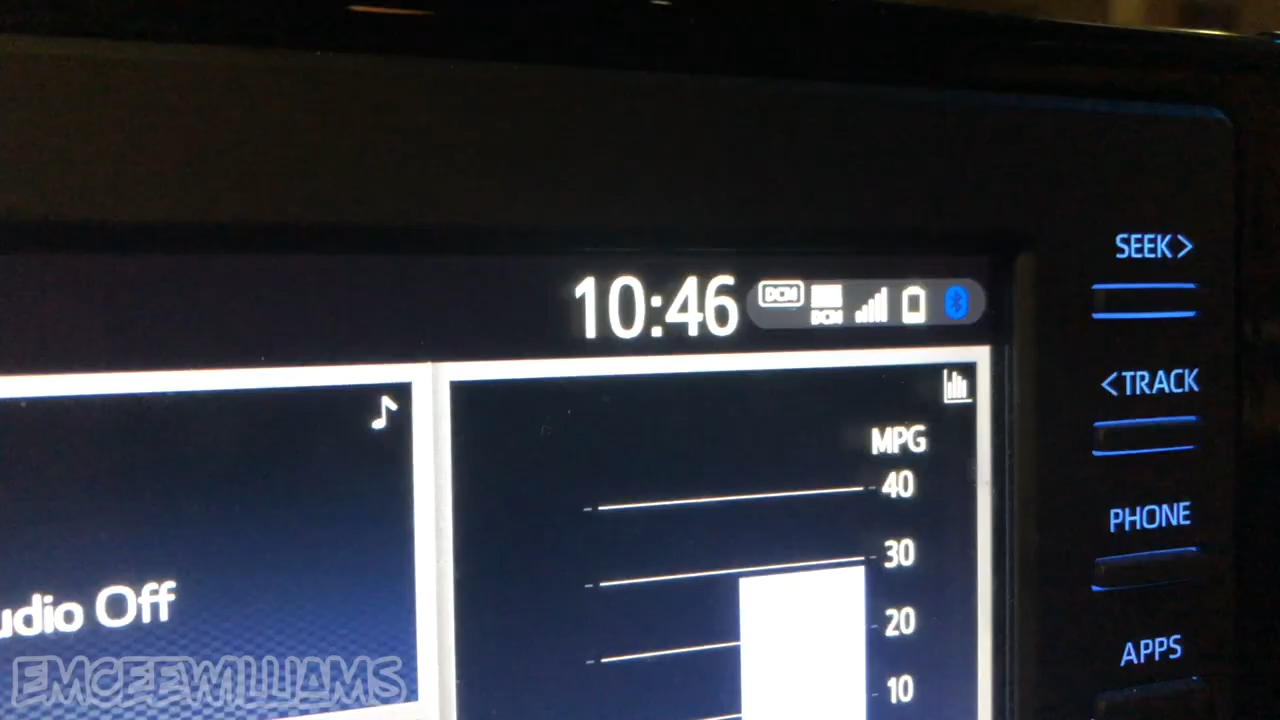 10:46 DCM DCM
SEEK>
<TRACK
MPG
40
PHONE
30
udio Off
20
APPS
10
EMCEEWILLIAMS